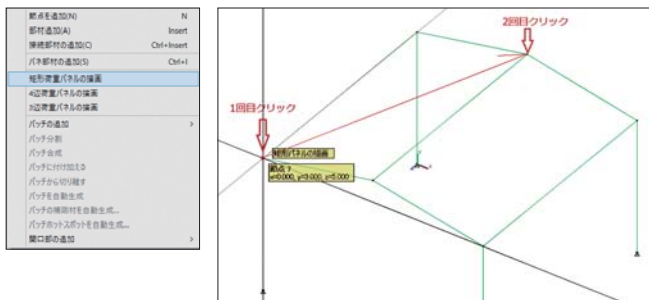 節点を追加(N) N
部材追加(A) Insert
接続部材の追加(C) Ctrl+Insert
バネ部材の追加(S) Ctrl+I
矩形荷重パネルの描画
4辺荷重パネルの描画
3辺荷重パネルの描画
パッチの追加 >
パッチ分割
パッチ合成
パッチに付け加える
パッチから切り離す
パッチを自動生成
パッチの補助材を自動生成...
パッチホットスポットを自動生成...
開口部の追加 >
2回目クリック
1回目クリック
矩形パネルの描画
節点 7
x=0.000, y=3.000, z=5.000